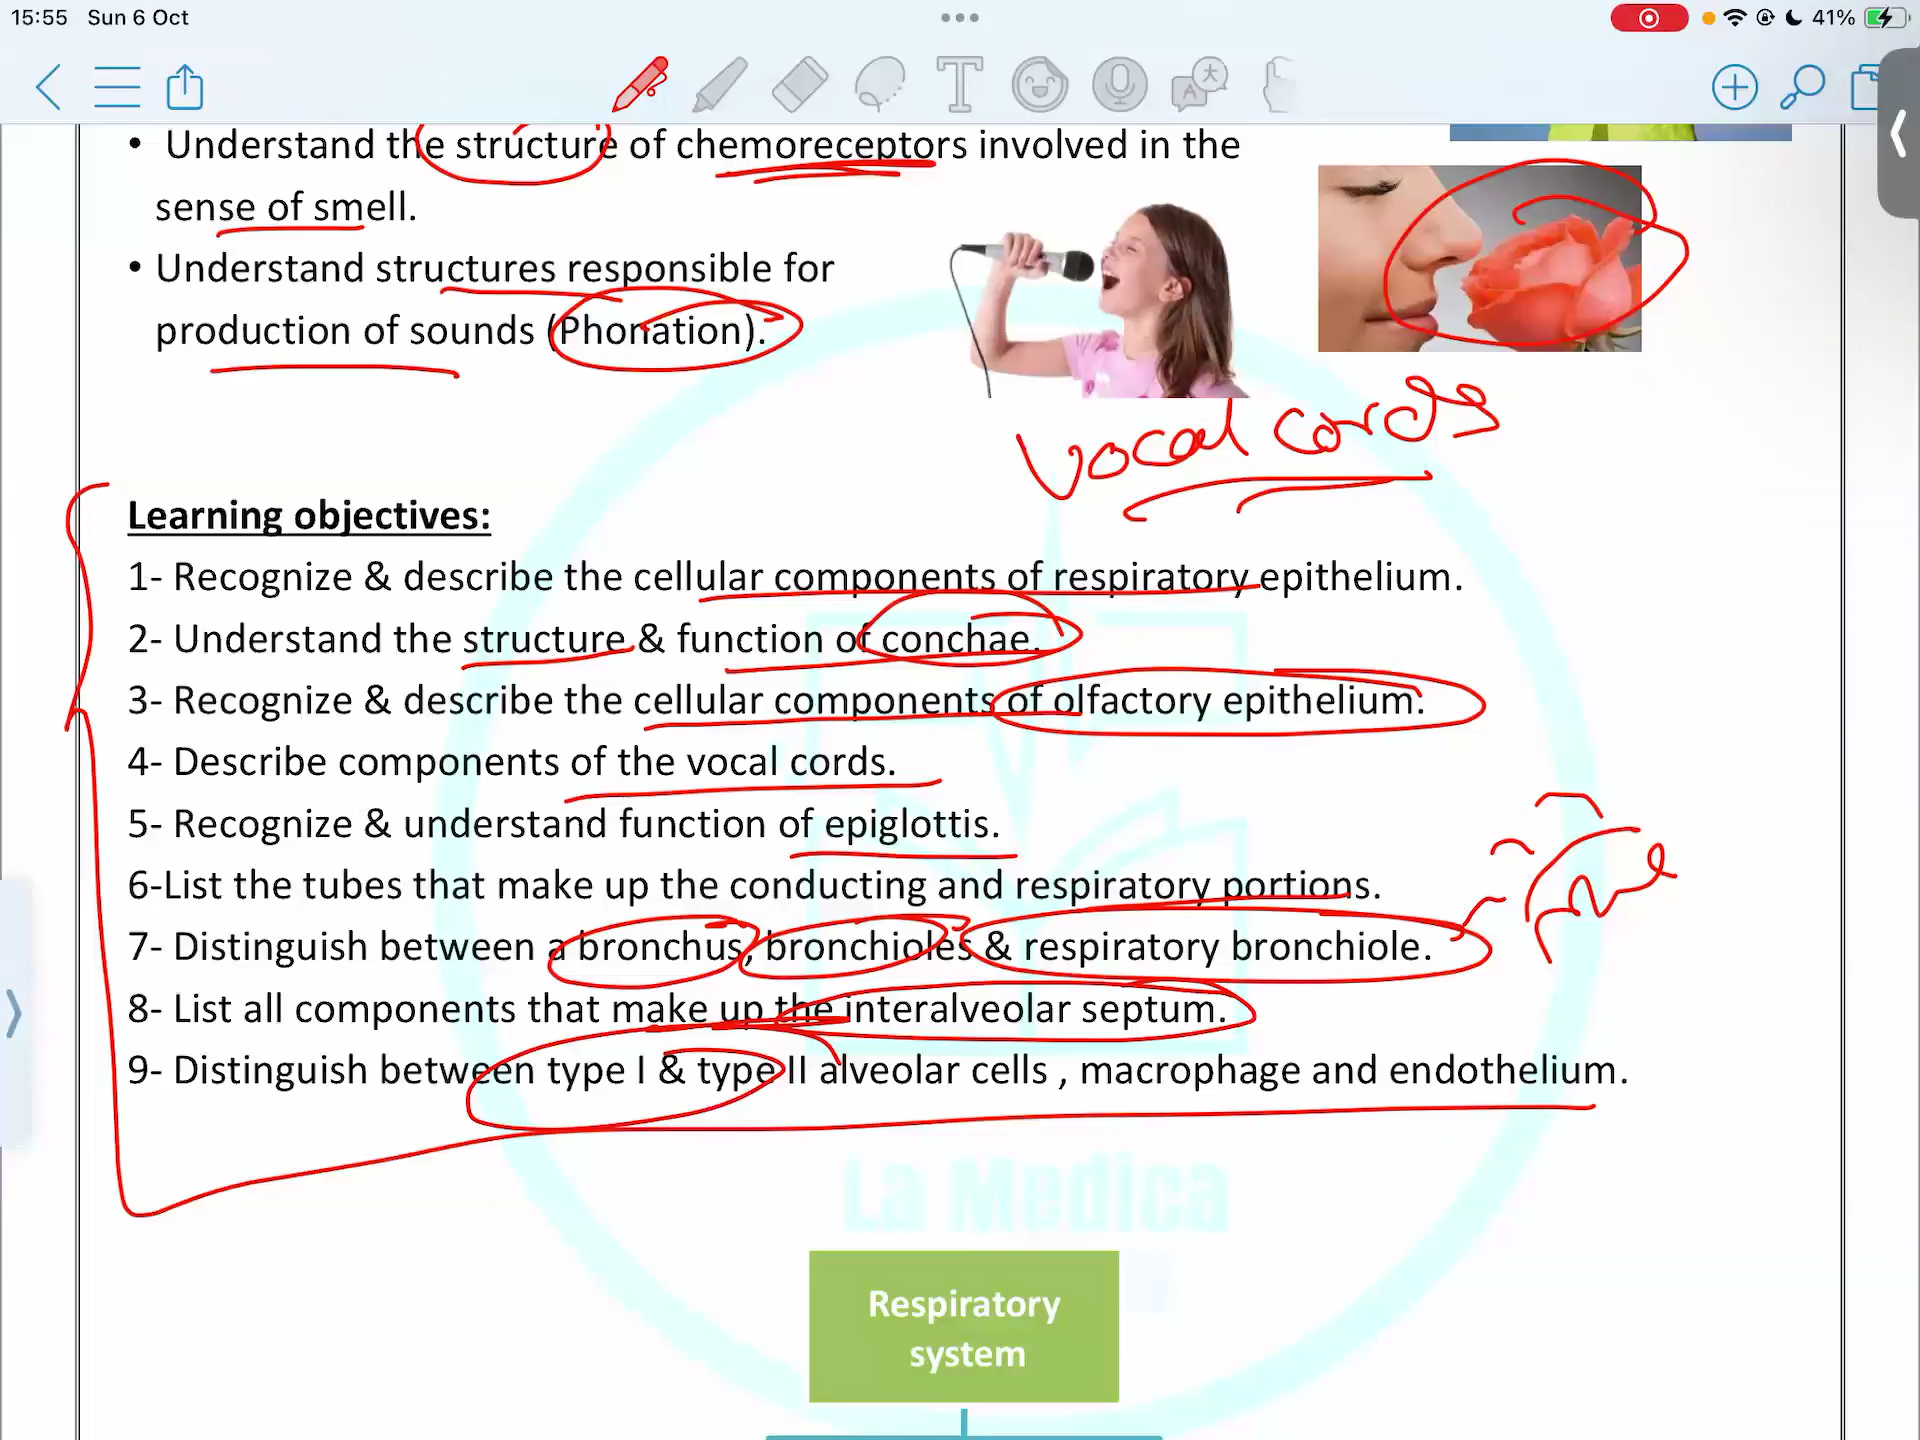 15:55 Sun 6 Oct
41%
• Understand the structure of chemoreceptors involved in the
sense of smell.
• Understand structures responsible for
production of sounds (Phonation).
vocal cords
Learning objectives:
1- Recognize & describe the cellular components of respiratory epithelium.
2- Understand the structure & function of conchae.
3- Recognize & describe the cellular components of olfactory epithelium.
4- Describe components of the vocal cords.
5- Recognize & understand function of epiglottis.
6-List the tubes that make up the conducting and respiratory portions.
7- Distinguish between a bronchus, bronchioles & respiratory bronchiole.
8- List all components that make up the interalveolar septum.
9- Distinguish between type I & type II alveolar cells , macrophage and endothelium.
La Medica
Respiratory
system